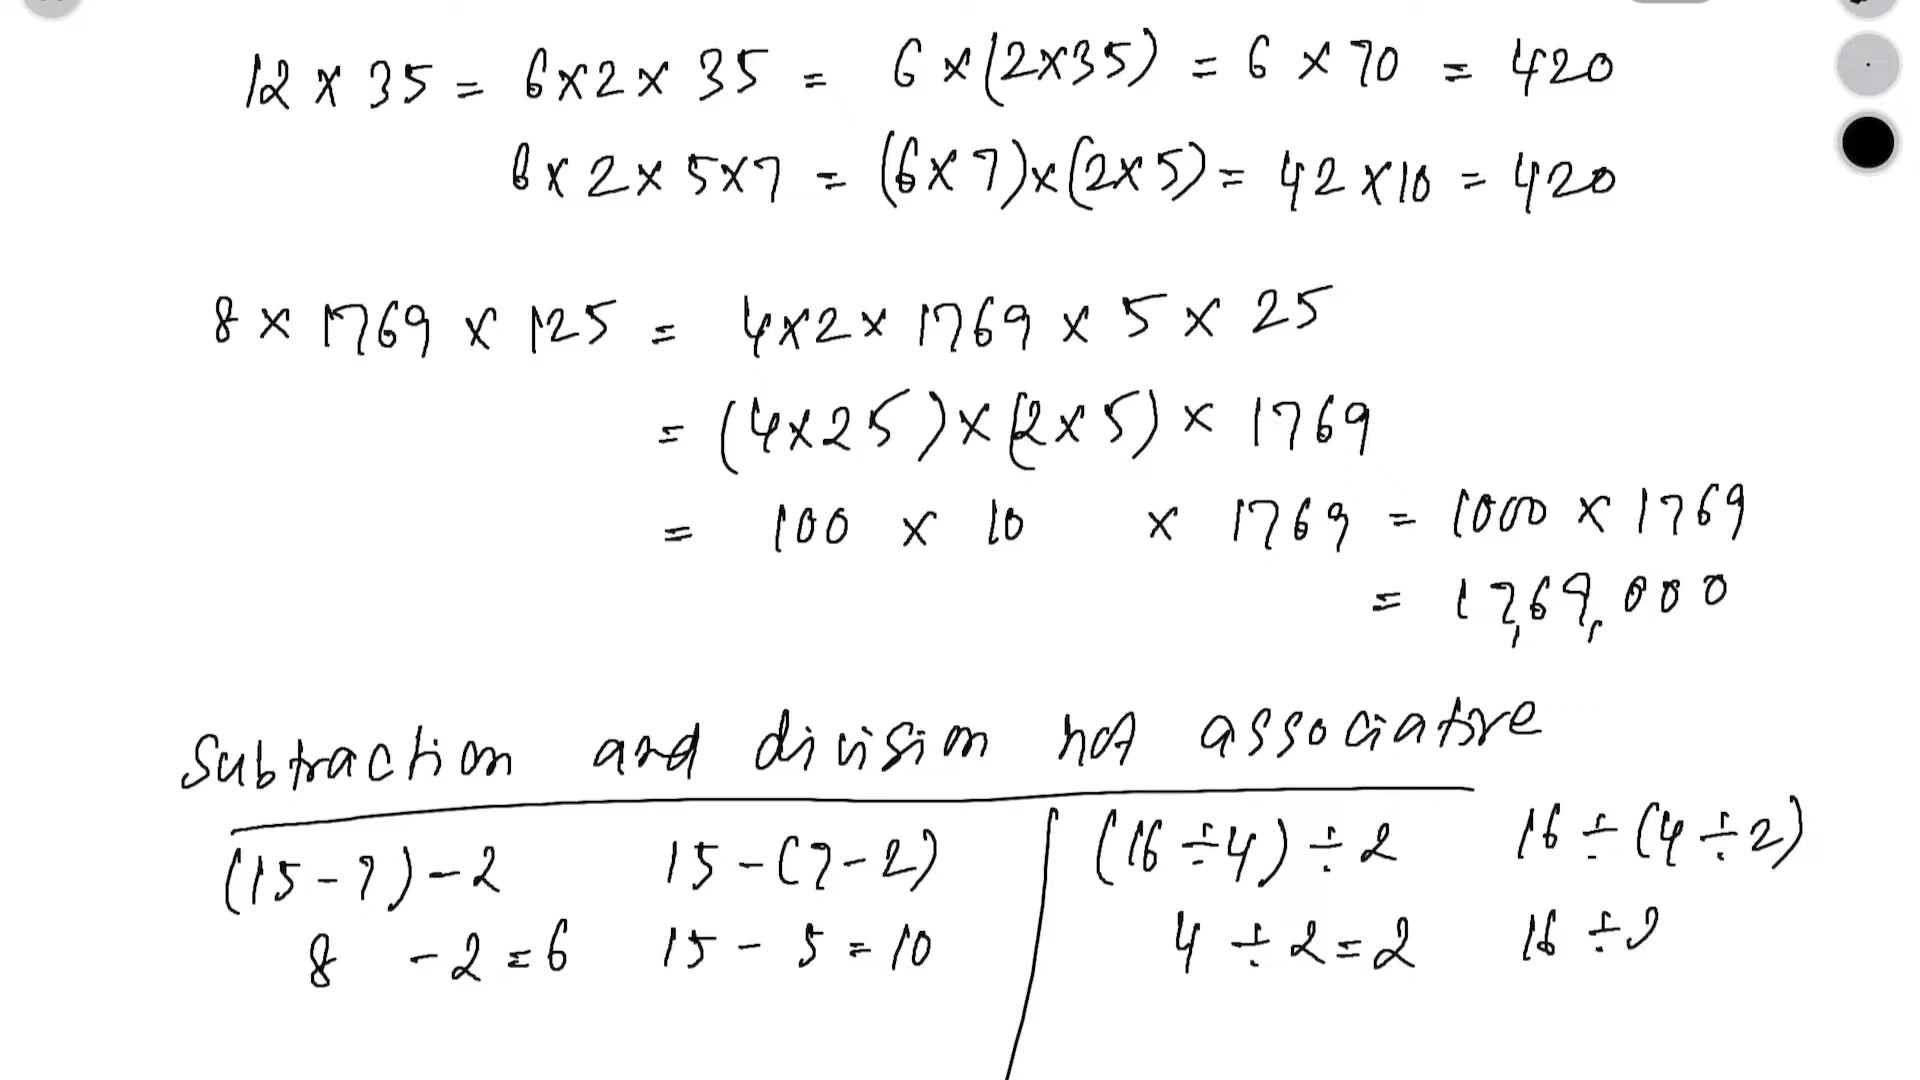 12 × 35 = 6×2× 35 = 6 ×(2×35) = 6 × 70 = 420
6× 2× 5×7 = (6×7)×(2×5) = 42 ×10 = 420
8 × 1769 × 125 = 4×2× 1769 × 5 × 25
= (4×25)×(2×5) × 1769
= 100 × 10 × 1769 = 1000 × 1769
= 17,69,000
Subtraction and division not associative
(15-7)-2 15-(7-2) (16÷4)÷2 16÷(4÷2)
8 -2=6 15 - 5 = 10 4 ÷ 2=2 16 ÷2